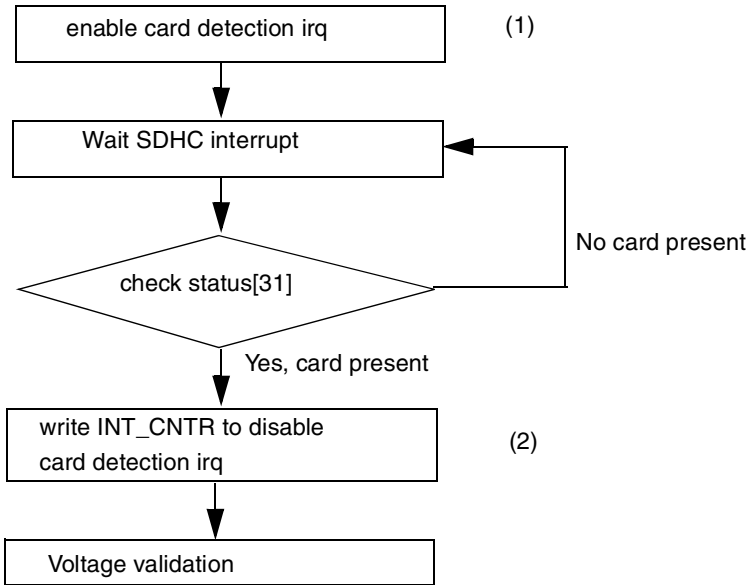 enable card detection irq
(1)
Wait SDHC interrupt
No card present
check status[31]
Yes, card present
write INT_CNTR to disable
card detection irq
(2)
Voltage validation